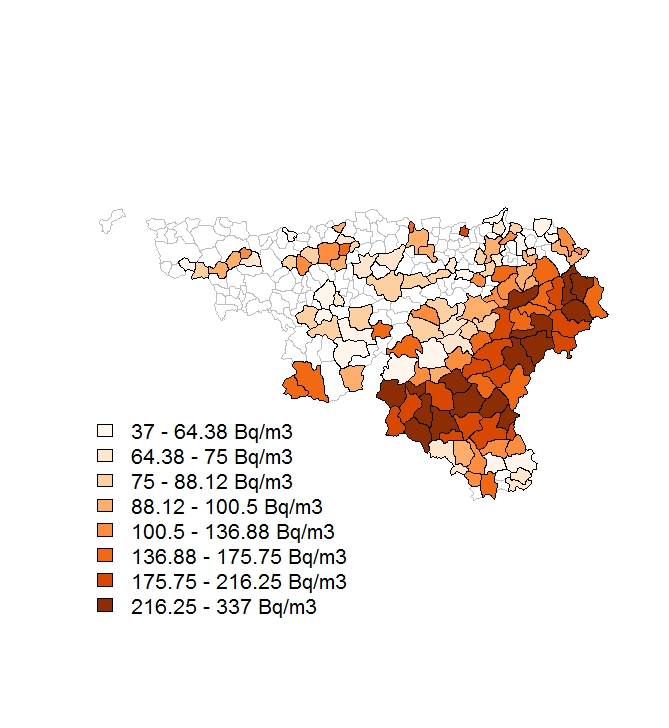 37 - 64.38 Bq/m3
64.38 - 75 Bq/m3
75 - 88.12 Bq/m3
88.12 - 100.5 Bq/m3
100.5 - 136.88 Bq/m3
136.88 - 175.75 Bq/m3
175.75 - 216.25 Bq/m3
216.25 - 337 Bq/m3